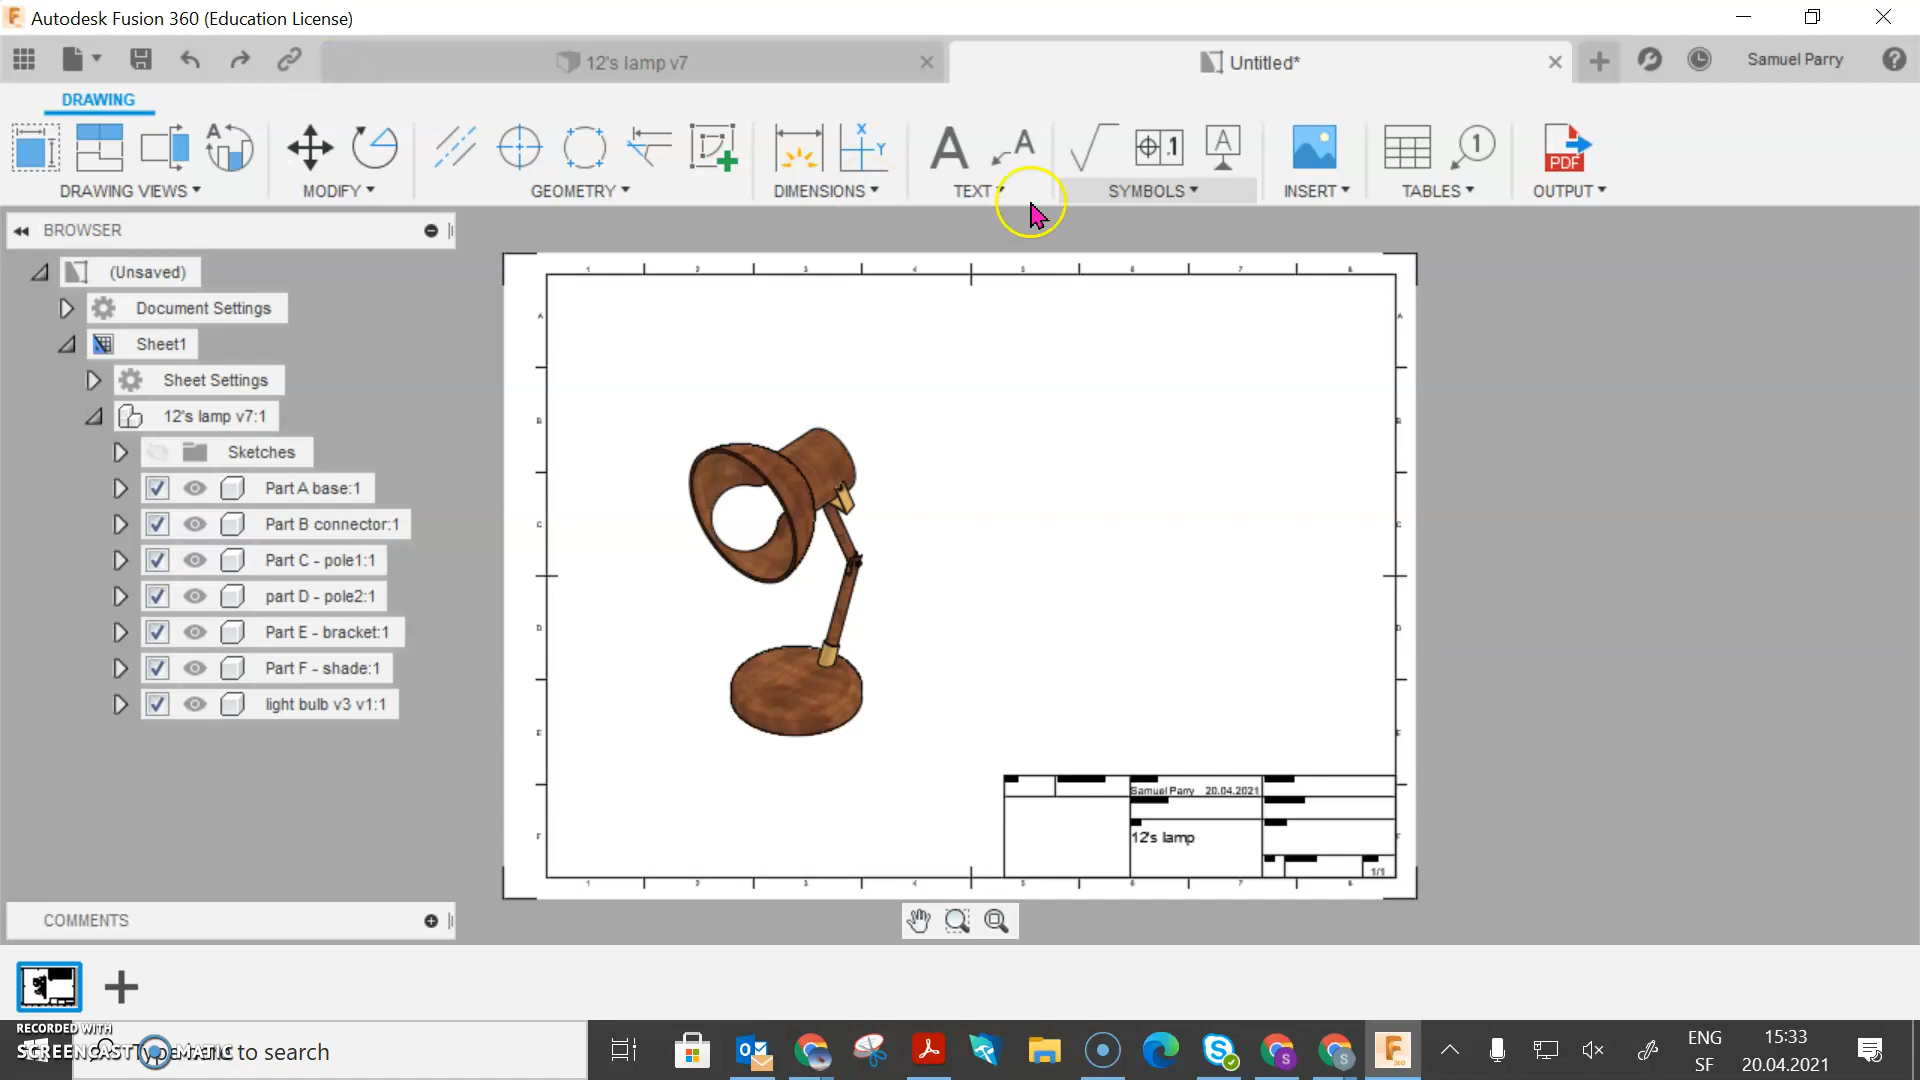 Autodesk Fusion 360 (Education License)
12's lamp v7
Untitled*
Samuel Parry
DRAWING
DRAWING VIEWS
MODIFY
GEOMETRY
DIMENSIONS
TEXT
SYMBOLS
INSERT
TABLES
OUTPUT
BROWSER
(Unsaved)
Document Settings
Sheet1
Sheet Settings
12's lamp v7:1
Sketches
Part A base:1
Part B connector:1
Part C - pole1:1
part D - pole2:1
Part E - bracket:1
Part F - shade:1
light bulb v3 v1:1
Samuel Parry 20.04.2021
12's lamp
1/1
COMMENTS
RECORDED WITH
SCREENCAST MATIC
Type here to search
ENG
SF
15:33
20.04.2021